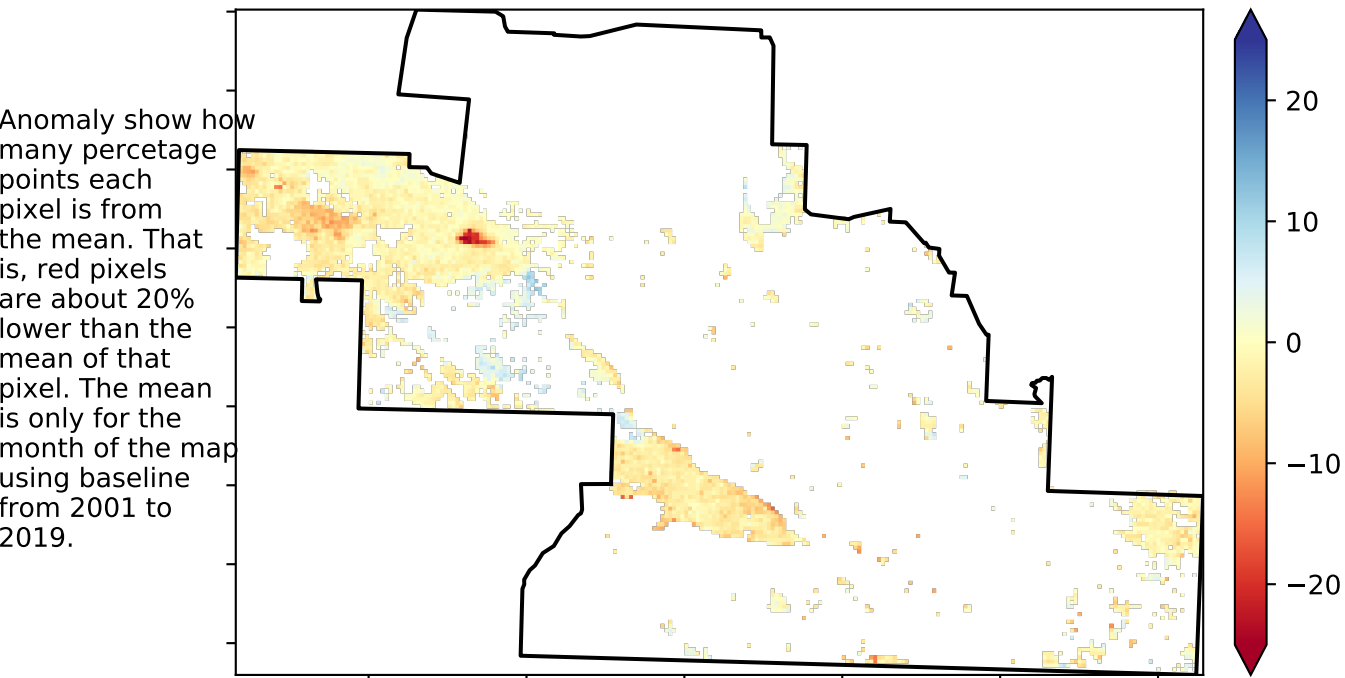 Anomaly show how
many percetage
points each
pixel is from
the mean. That
is, red pixels
are about 20%
lower than the
mean of that
pixel. The mean
is only for the
month of the map
using baseline
from 2001 to
2019.
20
10
0
−10
−20